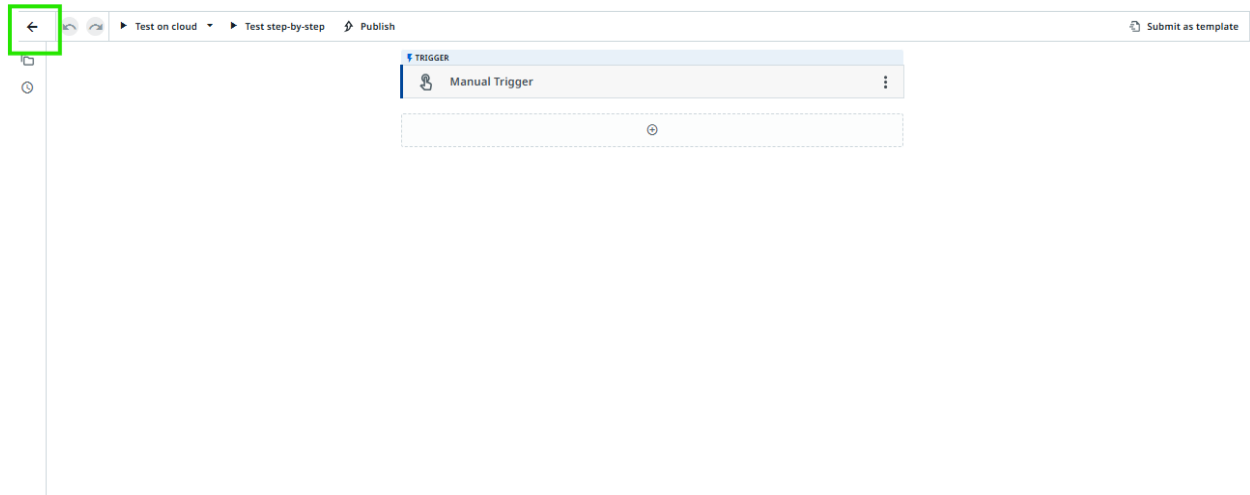 Test on cloud Test step-by-step Publish Submit as template
TRIGGER
Manual Trigger